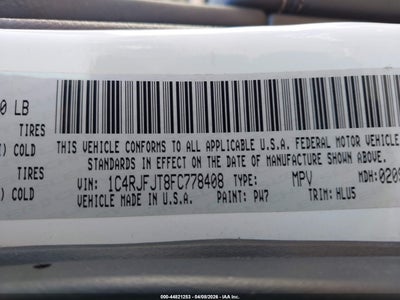 0 LB
TIRES
) COLD
TIRES
) COLD
THIS VEHICLE CONFORMS TO ALL APPLICABLE U.S.A. FEDERAL MOTOR VEHICLE
STANDARDS IN EFFECT ON THE DATE OF MANUFACTURE SHOWN ABOVE.
VIN: 1C4RJFJT8FC778408 TYPE: MPV MDH:
VEHICLE MADE IN U.S.A. PAINT: PW7 TRIM: HLU5
000-44821253 - 04/08/2026 - IAA Inc.